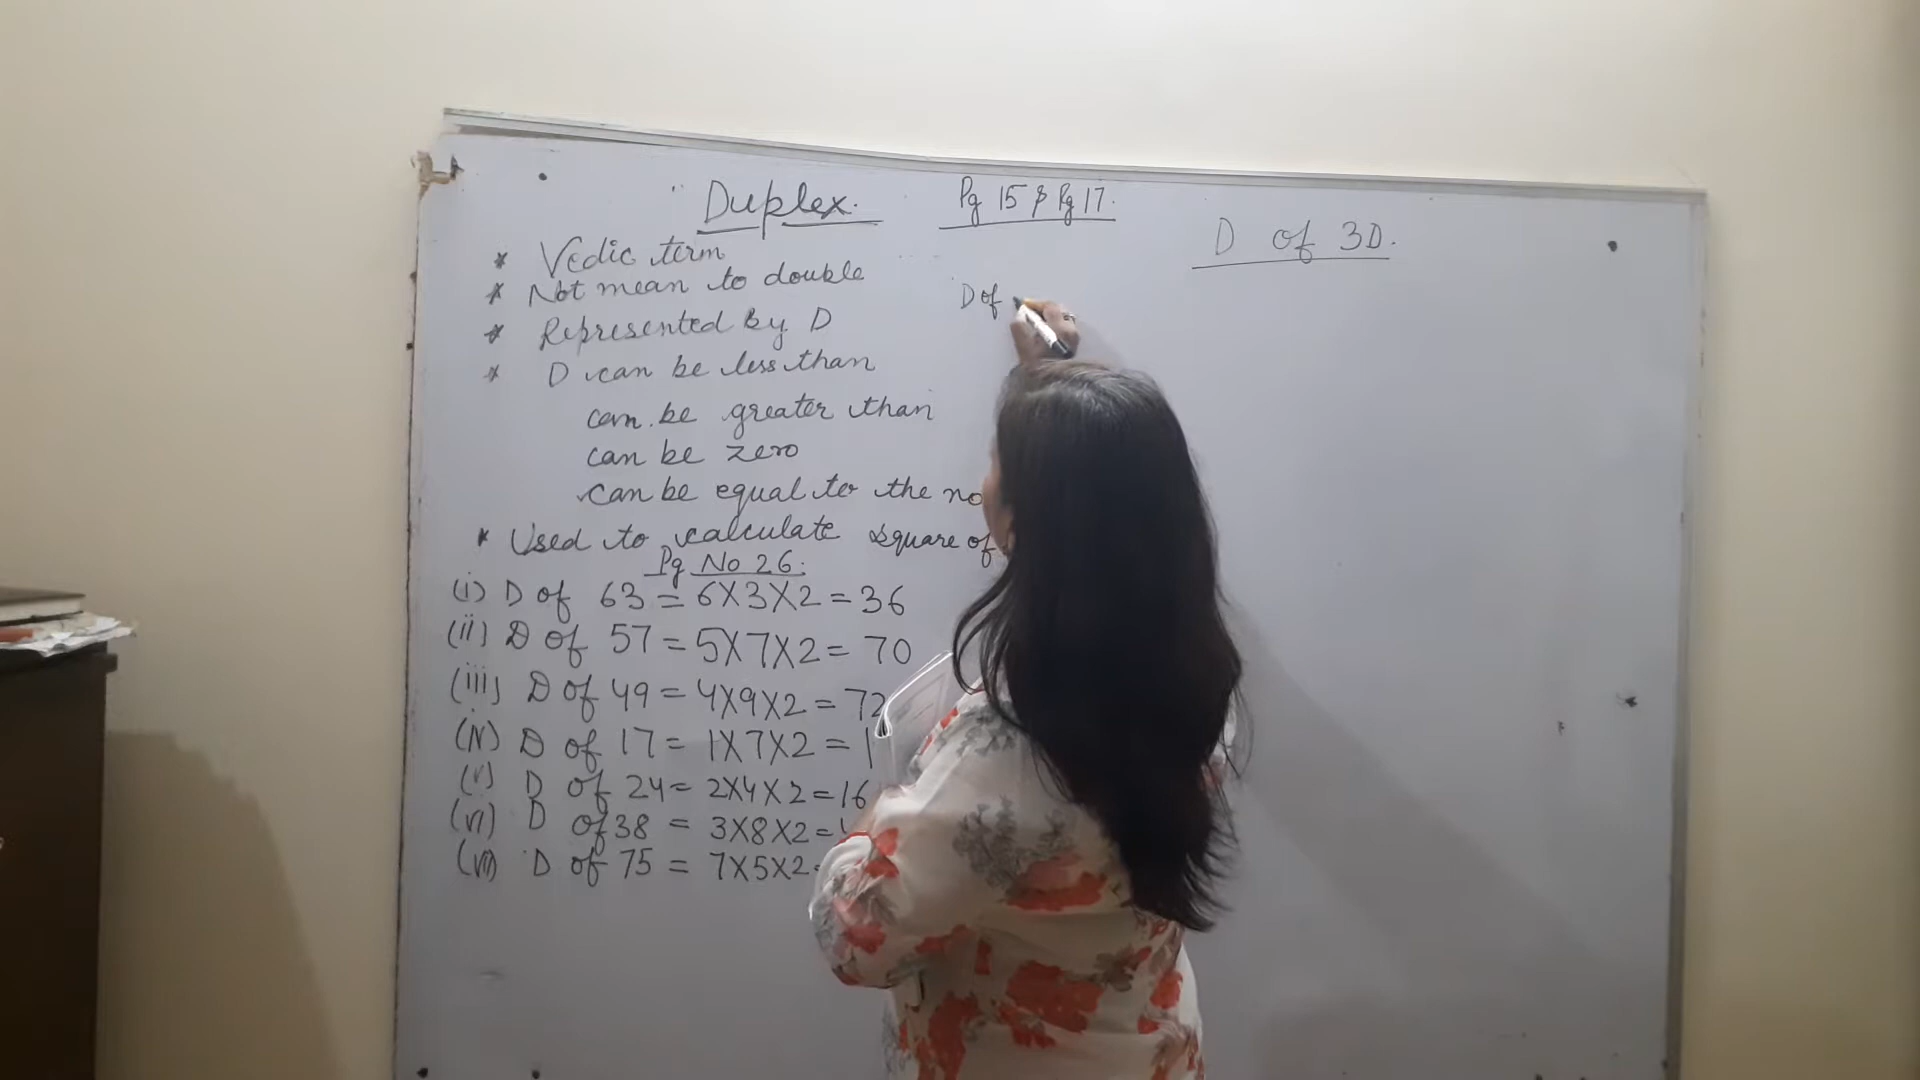 Duplex.
Pg 15 & Pg 17.
* Vedic term
* Not mean to double
* Represented by D
* D can be less than
can be greater than
can be zero
can be equal to the no
* Used to calculate square of
Pg No 26.
(i) D of 63 = 6X3X2 = 36
(ii) D of 57 = 5X7X2 = 70
(iii) D of 49 = 4X9X2 = 72
(iv) D of 17 = 1X7X2 = 1
(v) D of 24 = 2X4X2 = 16
(vi) D of 38 = 3X8X2 =
(vii) D of 75 = 7X5X2 =
D of
D of 3D.